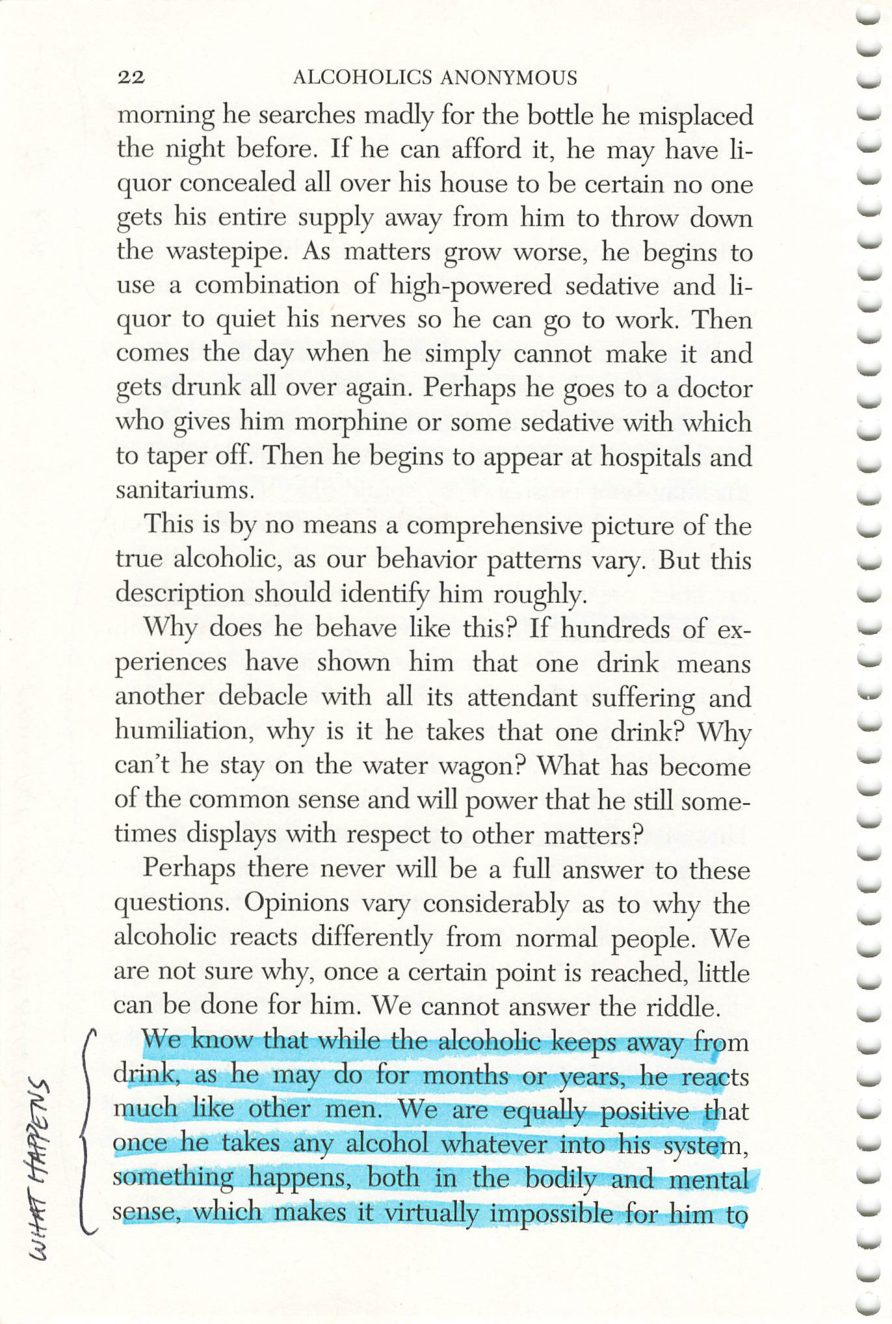 22 ALCOHOLICS ANONYMOUS
morning he searches madly for the bottle he misplaced
the night before. If he can afford it, he may have li-
quor concealed all over his house to be certain no one
gets his entire supply away from him to throw down
the wastepipe. As matters grow worse, he begins to
use a combination of high-powered sedative and li-
quor to quiet his nerves so he can go to work. Then
comes the day when he simply cannot make it and
gets drunk all over again. Perhaps he goes to a doctor
who gives him morphine or some sedative with which
to taper off. Then he begins to appear at hospitals and
sanitariums.
This is by no means a comprehensive picture of the
true alcoholic, as our behavior patterns vary. But this
description should identify him roughly.
Why does he behave like this? If hundreds of ex-
periences have shown him that one drink means
another debacle with all its attendant suffering and
humiliation, why is it he takes that one drink? Why
can't he stay on the water wagon? What has become
of the common sense and will power that he still some-
times displays with respect to other matters?
Perhaps there never will be a full answer to these
questions. Opinions vary considerably as to why the
alcoholic reacts differently from normal people. We
are not sure why, once a certain point is reached, little
can be done for him. We cannot answer the riddle.
We know that while the alcoholic keeps away from
drink, as he may do for months or years, he reacts
much like other men. We are equally positive that
once he takes any alcohol whatever into his system,
something happens, both in the bodily and mental
sense, which makes it virtually impossible for him to
WHAT HAPPENS